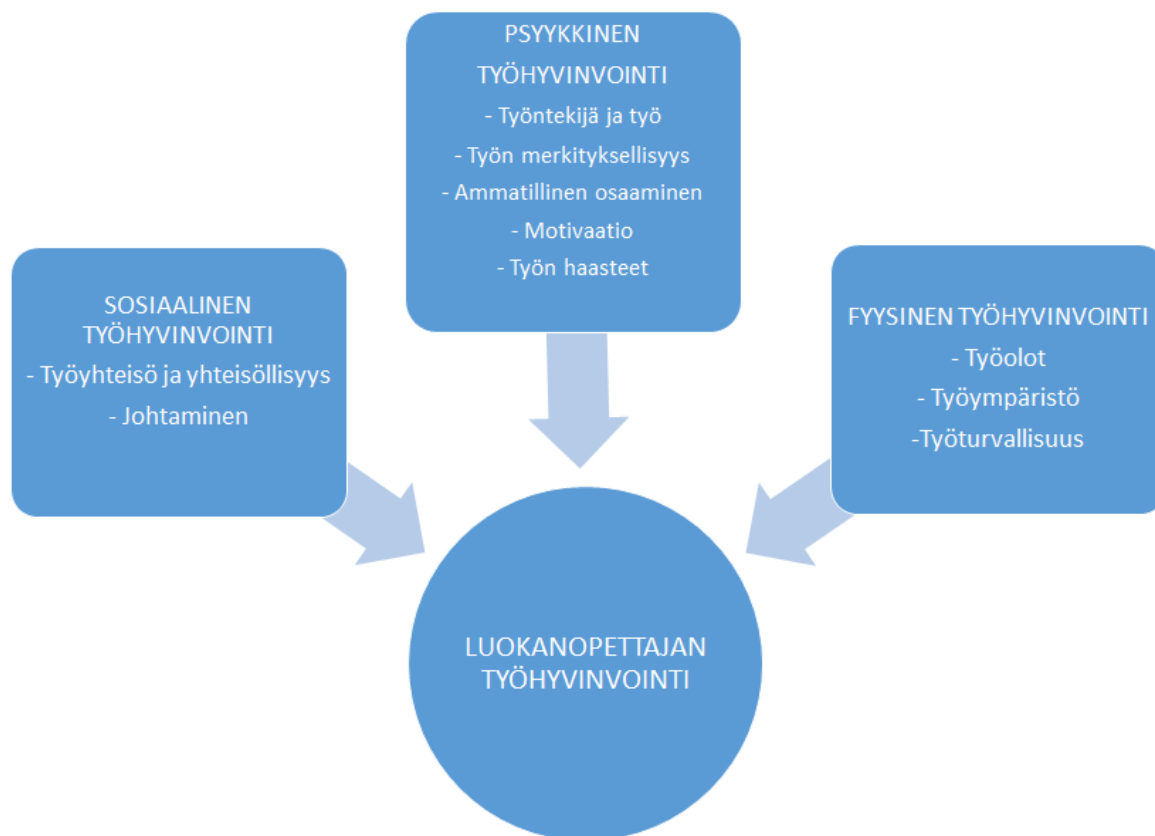 PSYYKKINEN
TYÖHYVINVOINTI
- Työntekijä ja työ
- Työn merkityksellisyys
- Ammatillinen osaaminen
- Motivaatio
- Työn haasteet
SOSIAALINEN
TYÖHYVINVOINTI
- Työyhteisö ja yhteisöllisyys
- Johtaminen
FYYSINEN TYÖHYVINVOINTI
- Työolot
- Työympäristö
-Työturvallisuus
LUOKANOPETTAJAN
TYÖHYVINVOINTI